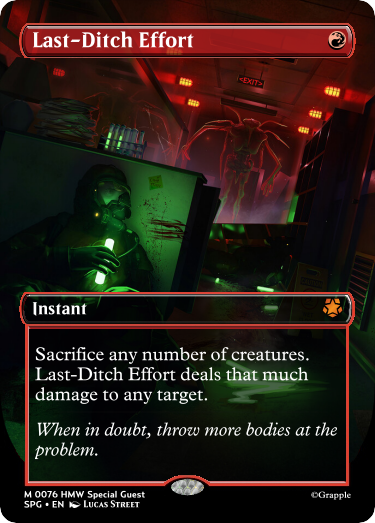 Last-Ditch Effort
<EXIT>
Instant
Sacrifice any number of creatures.
Last-Ditch Effort deals that much
damage to any target.
When in doubt, throw more bodies at the
problem.
M 0076 HMW Special Guest
SPG • EN Lucas Street
©Grapple